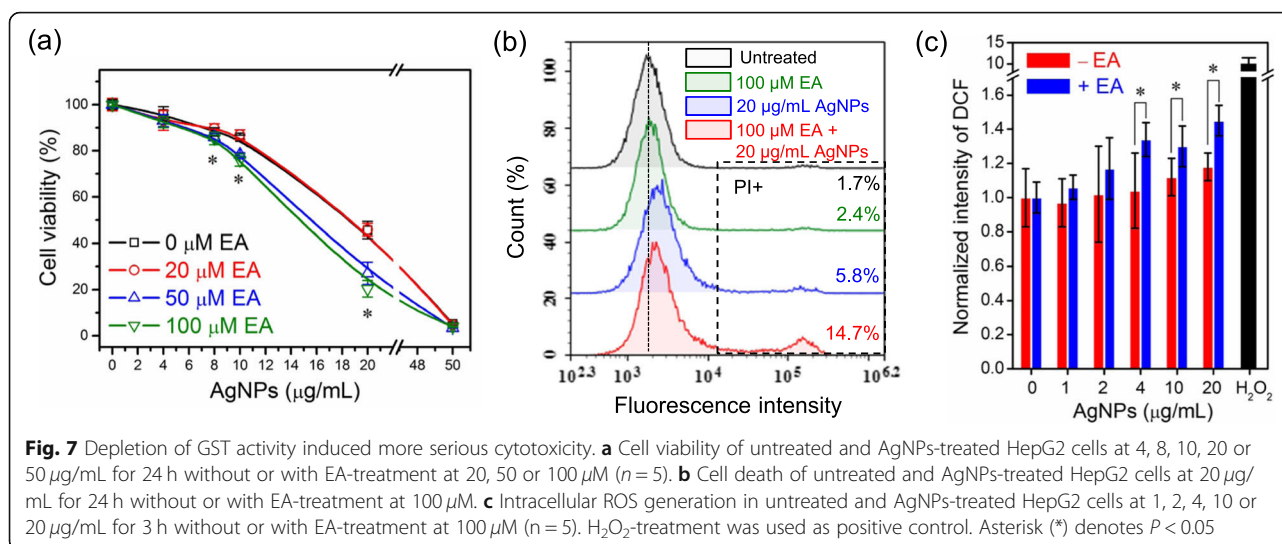 (a)
Cell viability (%)
120
100
80
60
40
20
0
0 μM EA
20 μM EA
50 μM EA
100 μM EA
*
*
*
0 2 4 6 8 10 12 14 16 18 20 48 50
AgNPs (μg/mL)
(b)
Count (%)
100
80
60
40
20
0
Untreated
100 μM EA
20 μg/mL AgNPs
100 μM EA +
20 μg/mL AgNPs
PI+
1.7%
2.4%
5.8%
14.7%
10^2.3 10^3 10^4 10^5 10^6.2
Fluorescence intensity
(c)
Normalized intensity of DCF
15
10
5
1.6
1.4
1.2
1.0
0.8
0.6
0.4
0.2
0.0
– EA
+ EA
* * *
0 1 2 4 10 20 H₂O₂
AgNPs (μg/mL)
Fig. 7 Depletion of GST activity induced more serious cytotoxicity. a Cell viability of untreated and AgNPs-treated HepG2 cells at 4, 8, 10, 20 or
50 μg/mL for 24 h without or with EA-treatment at 20, 50 or 100 μM (n = 5). b Cell death of untreated and AgNPs-treated HepG2 cells at 20 μg/
mL for 24 h without or with EA-treatment at 100 μM. c Intracellular ROS generation in untreated and AgNPs-treated HepG2 cells at 1, 2, 4, 10 or
20 μg/mL for 3 h without or with EA-treatment at 100 μM (n = 5). H₂O₂-treatment was used as positive control. Asterisk (*) denotes P < 0.05